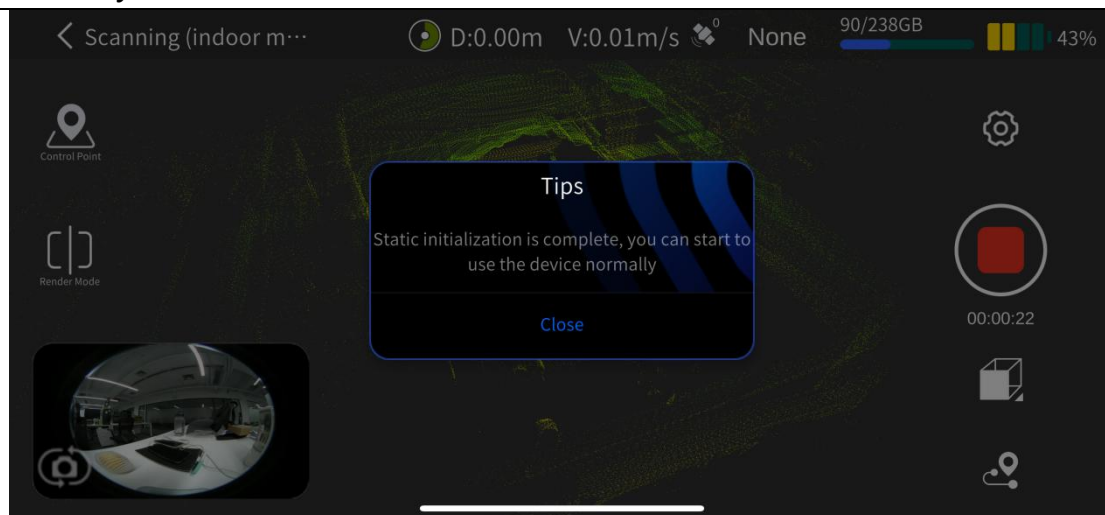 Scanning (indoor m···
D:0.00m
V:0.01m/s
0
None
90/238GB
43%
Control Point
Render Mode
Tips
Static initialization is complete, you can start to
use the device normally
Close
00:00:22